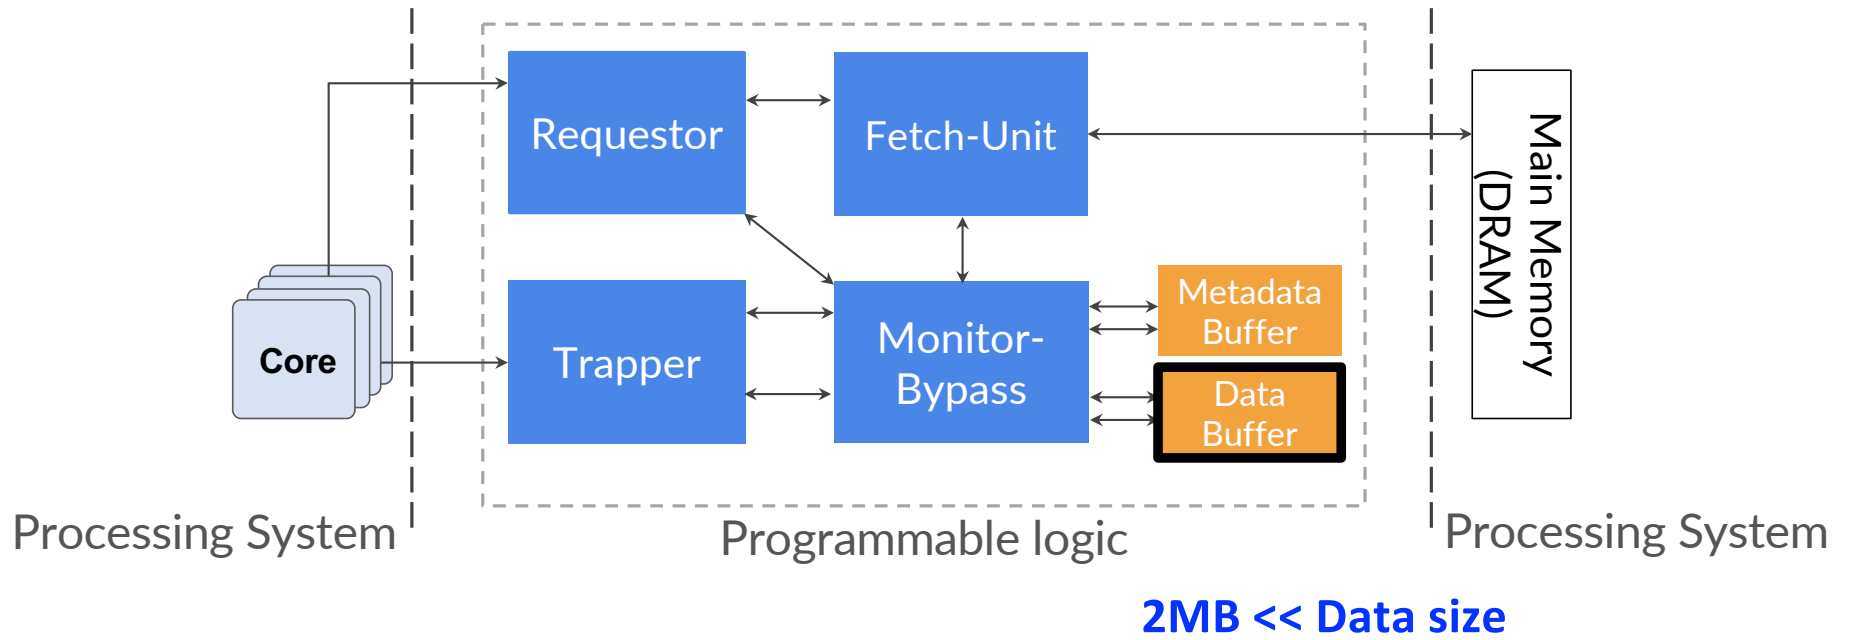 Requestor
Fetch-Unit
Main Memory
(DRAM)
Core
Trapper
Monitor-
Bypass
Metadata
Buffer
Data
Buffer
Processing System
Programmable logic
Processing System
2MB << Data size